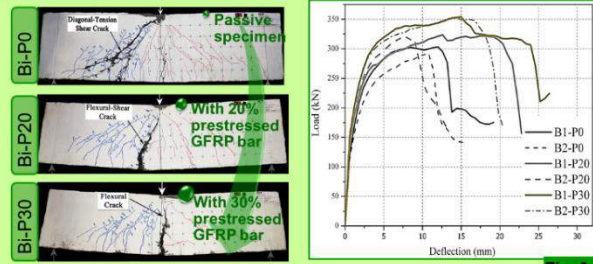 Bi-P0
Diagonal-Tension
Shear Crack
Passive
specimen
Bi-P20
Flexural-Shear
Crack
With 20%
prestressed
GFRP bar
Bi-P30
Flexural
Crack
With 30%
prestressed
GFRP bar
Load (kN)
400
350
300
250
200
150
100
50
0
0 5 10 15 20 25 30 35
Deflection (mm)
B1-P0
B2-P0
B1-P20
B2-P20
B1-P30
B2-P30